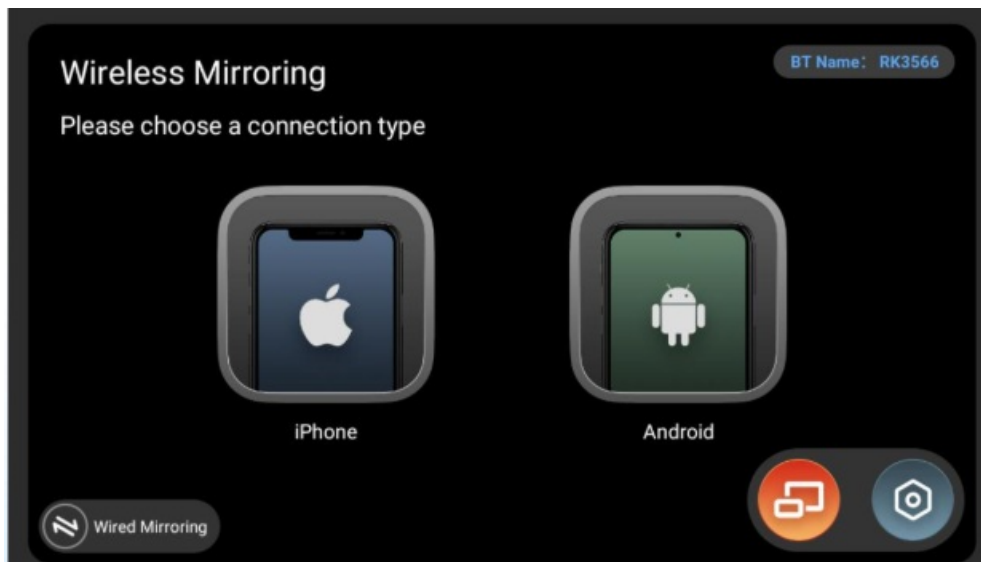 Wireless Mirroring
BT Name： RK3566
Please choose a connection type
iPhone
Android
Wired Mirroring